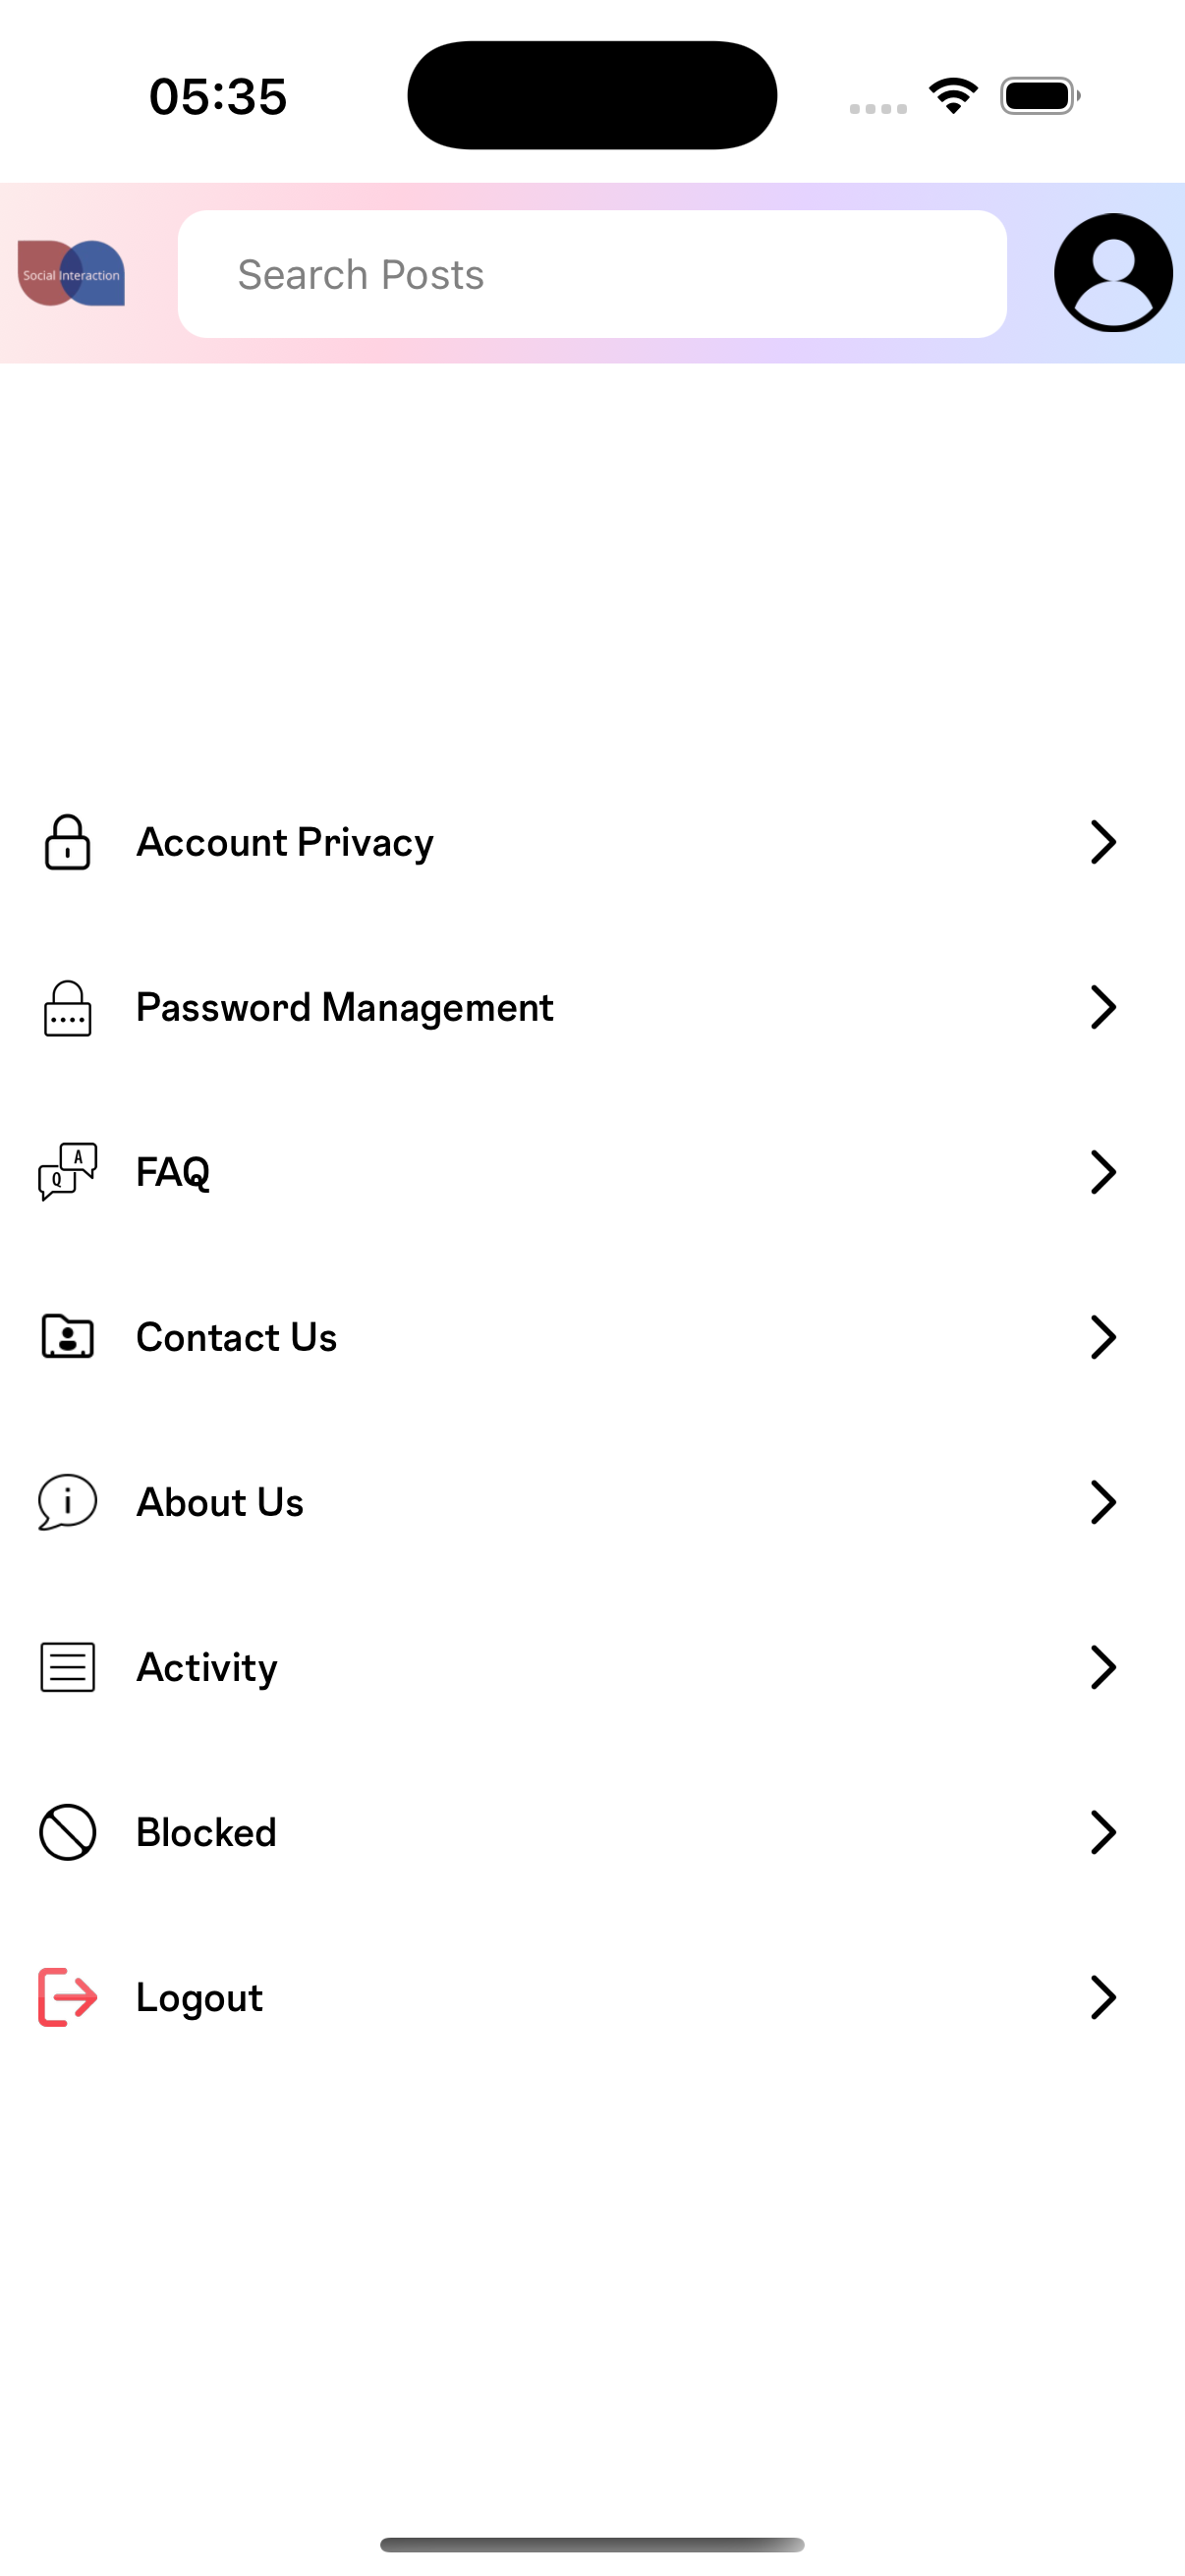 05:35
Social Interaction
Search Posts
Account Privacy
Password Management
A
Q
FAQ
Contact Us
i
About Us
Activity
Blocked
Logout